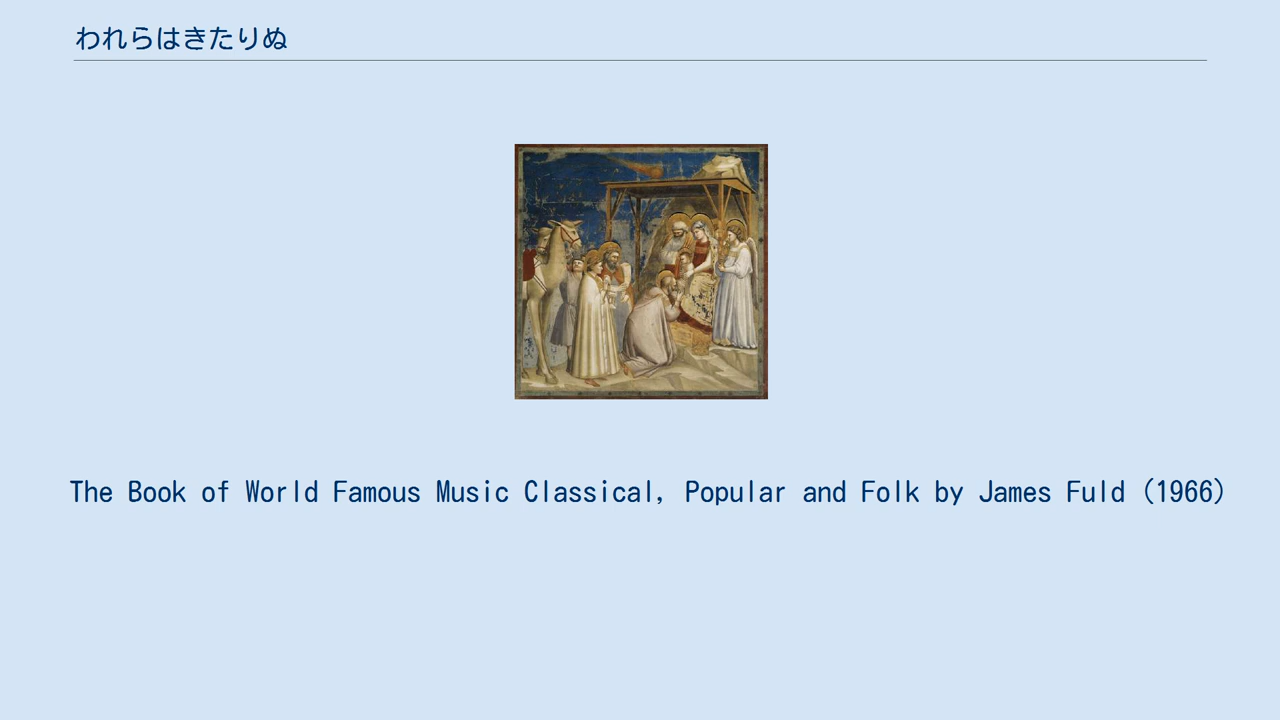 われらはきたりぬ
The Book of World Famous Music Classical, Popular and Folk by James Fuld (1966)